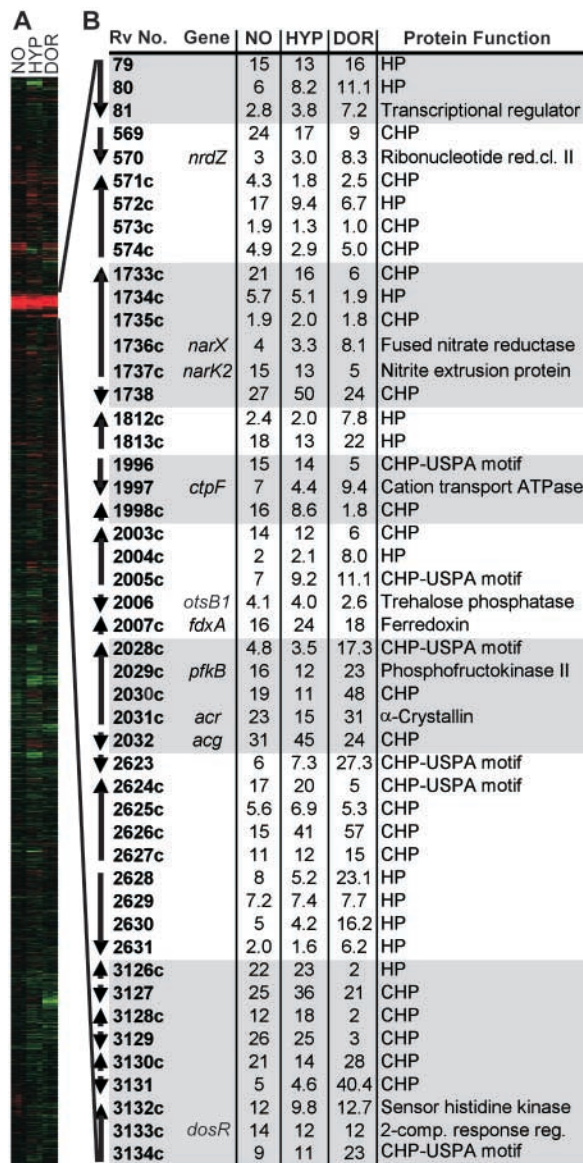 A B
NO HYP DOR
Rv No. Gene NO HYP DOR Protein Function
79 15 13 16 HP
80 6 8.2 11.1 HP
81 2.8 3.8 7.2 Transcriptional regulator
569 24 17 9 CHP
570 nrdZ 3 3.0 8.3 Ribonucleotide red.cl. II
571c 4.3 1.8 2.5 CHP
572c 17 9.4 6.7 HP
573c 1.9 1.3 1.0 CHP
574c 4.9 2.9 5.0 CHP
1733c 21 16 6 CHP
1734c 5.7 5.1 1.9 HP
1735c 1.9 2.0 1.8 CHP
1736c narX 4 3.3 8.1 Fused nitrate reductase
1737c narK2 15 13 5 Nitrite extrusion protein
1738 27 50 24 CHP
1812c 2.4 2.0 7.8 HP
1813c 18 13 22 HP
1996 15 14 5 CHP-USPA motif
1997 ctpF 7 4.4 9.4 Cation transport ATPase
1998c 16 8.6 1.8 CHP
2003c 14 12 6 CHP
2004c 2 2.1 8.0 HP
2005c 7 9.2 11.1 CHP-USPA motif
2006 otsB1 4.1 4.0 2.6 Trehalose phosphatase
2007c fdxA 16 24 18 Ferredoxin
2028c 4.8 3.5 17.3 CHP-USPA motif
2029c pfkB 16 12 23 Phosphofructokinase II
2030c 19 11 48 CHP
2031c acr 23 15 31 α-Crystallin
2032 acg 31 45 24 CHP
2623 6 7.3 27.3 CHP-USPA motif
2624c 17 20 5 CHP-USPA motif
2625c 5.6 6.9 5.3 CHP
2626c 15 41 57 CHP
2627c 11 12 15 CHP
2628 8 5.2 23.1 HP
2629 7.2 7.4 7.7 HP
2630 5 4.2 16.2 HP
2631 2.0 1.6 6.2 HP
3126c 22 23 2 HP
3127 25 36 21 CHP
3128c 12 18 2 CHP
3129 26 25 3 CHP
3130c 21 14 28 CHP
3131 5 4.6 40.4 CHP
3132c 12 9.8 12.7 Sensor histidine kinase
3133c dosR 14 12 12 2-comp. response reg.
3134c 9 11 23 CHP-USPA motif